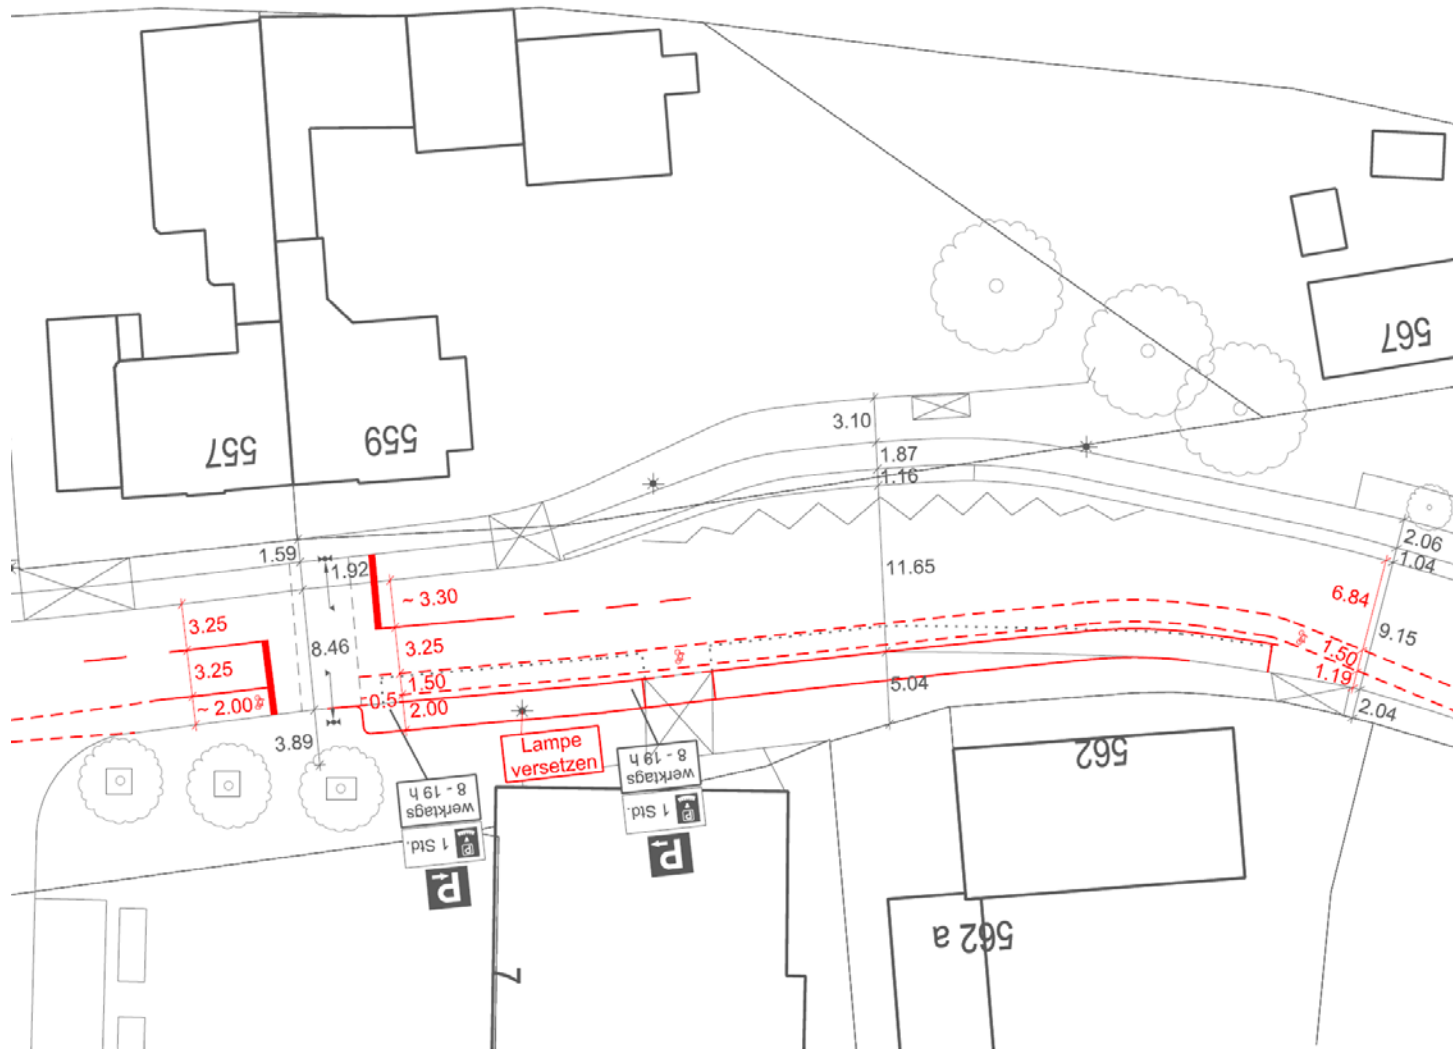 567
557
559
3.10
1.87
1.16
11.65
5.04
1.59
1.92
8.46
3.89
3.25
3.25
~ 2.00
~ 3.30
3.25
1.50
0.5
2.00
2.06
1.04
6.84
9.15
1.50
1.19
2.04
Lampe
versetzen
P
P 1 Std.
werktags
8 - 19 h
P
P 1 Std.
werktags
8 - 19 h
562
562 a
7